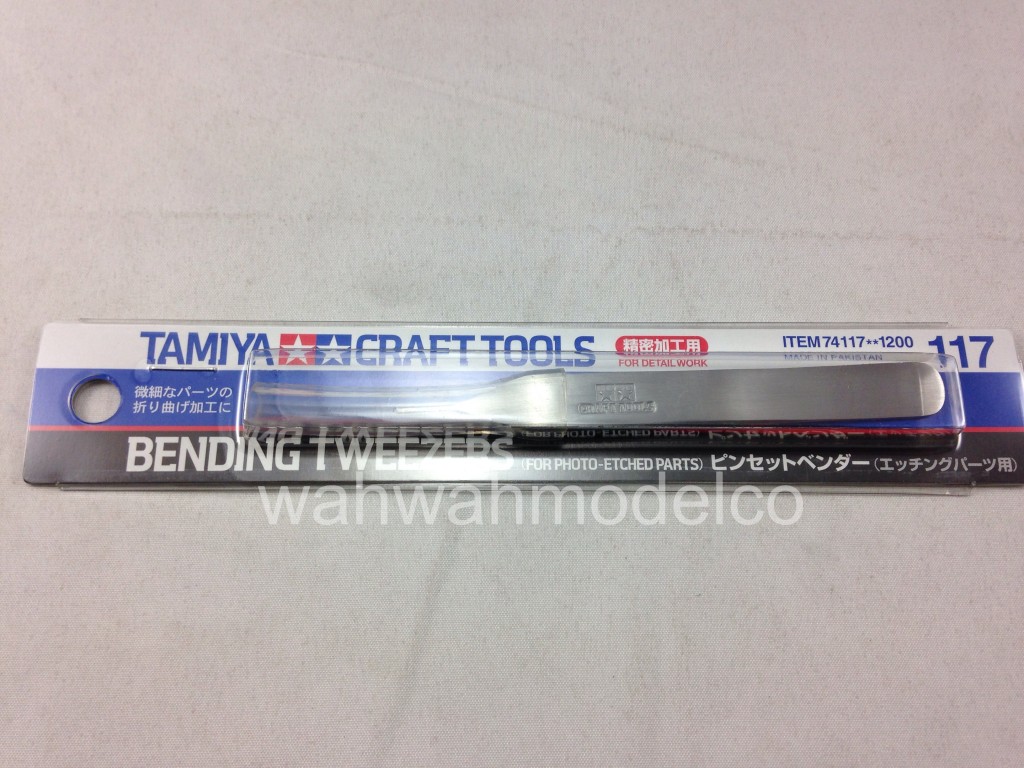 TAMIYA CRAFT TOOLS
精密加工用
FOR DETAIL WORK
ITEM 74117**1200
MADE IN PAKISTAN
117
微細なパーツの
折り曲げ加工に
CRAFT TOOLS
BENDING TWEEZERS (FOR PHOTO-ETCHED PARTS) ピンセットベンダー(エッチングパーツ用)
wahwahmodelco